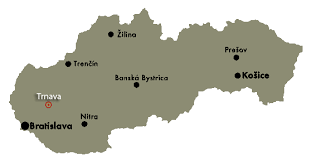 Žilina
Prešov
Trenčín
Košice
Banská Bystrica
Trnava
Nitra
Bratislava